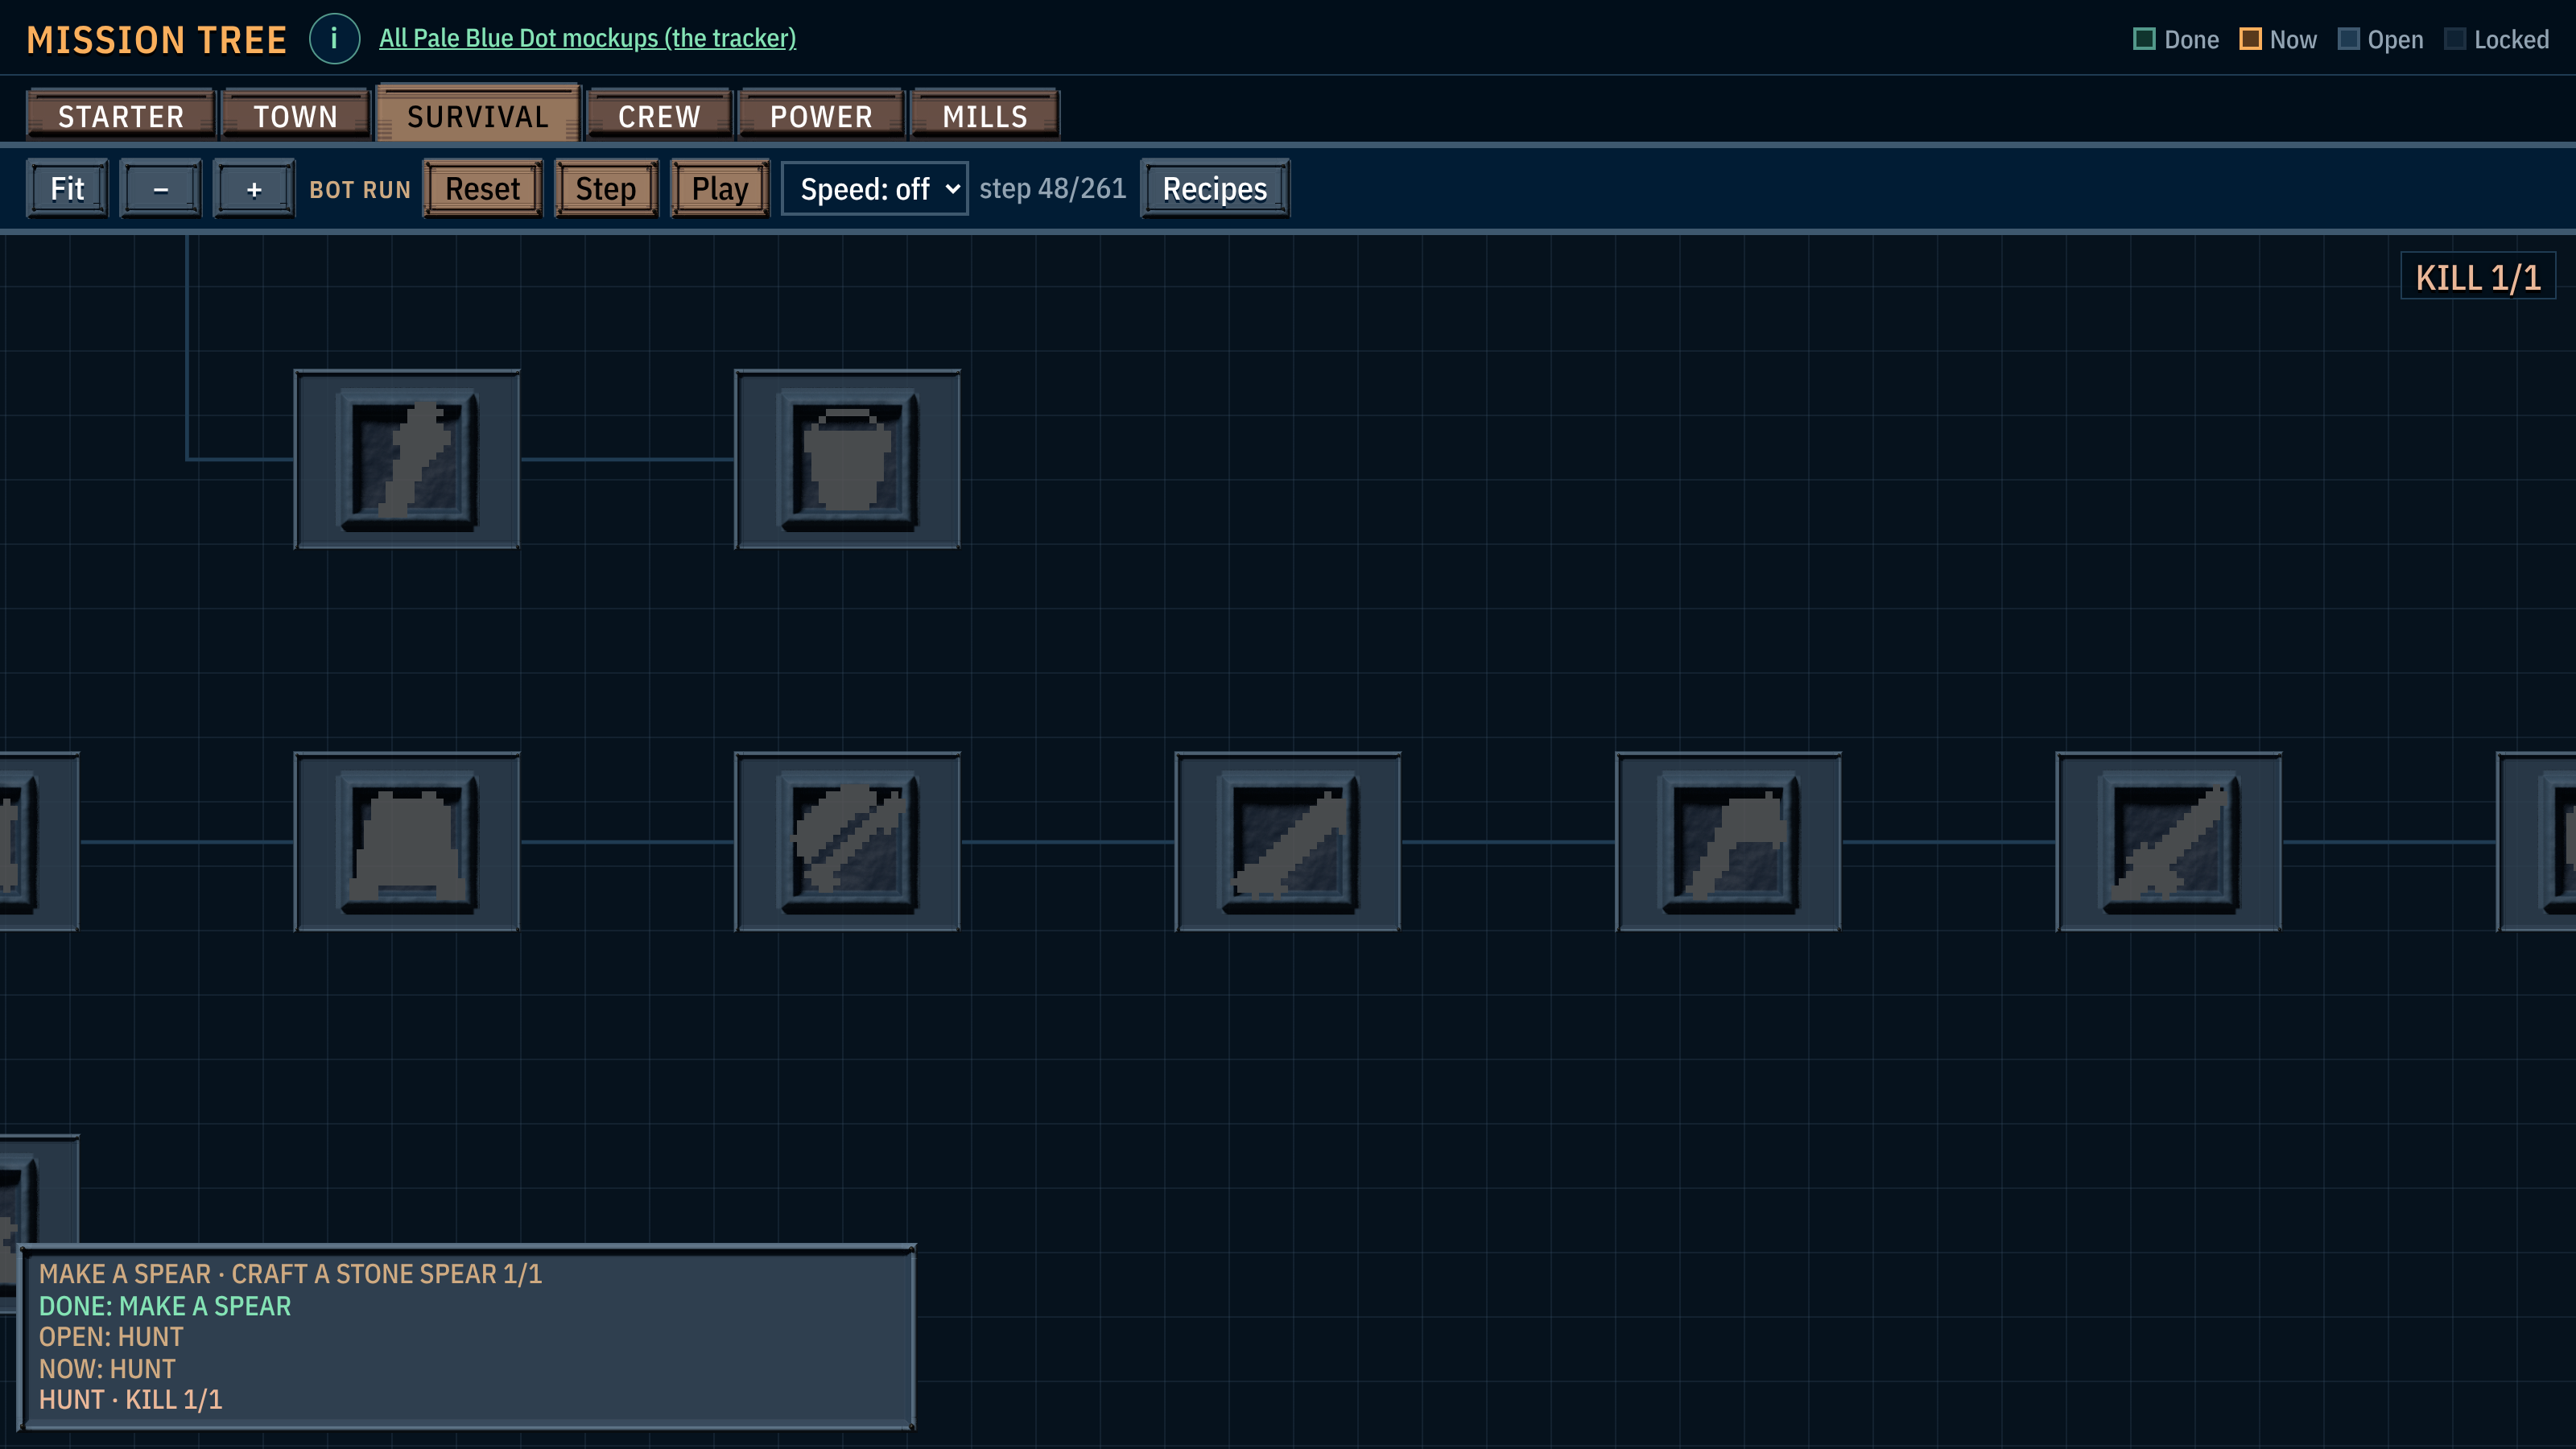 MISSION TREE
i
All Pale Blue Dot mockups (the tracker)
Done
Now
Open
Locked
STARTER
TOWN
SURVIVAL
CREW
POWER
MILLS
Fit
–
+
BOT RUN
Reset
Step
Play
Speed: off
step 48/261
Recipes
KILL 1/1
MAKE A SPEAR · CRAFT A STONE SPEAR 1/1
DONE: MAKE A SPEAR
OPEN: HUNT
NOW: HUNT
HUNT · KILL 1/1